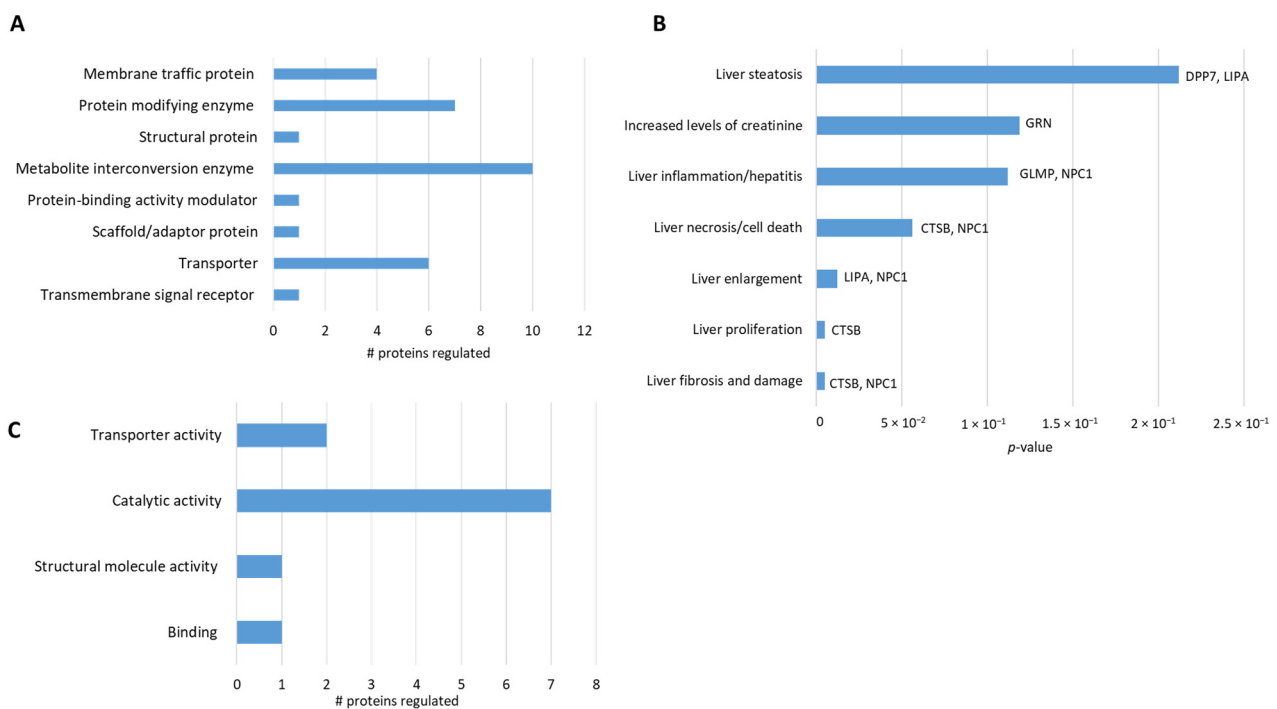 A
Membrane traffic protein
Protein modifying enzyme
Structural protein
Metabolite interconversion enzyme
Protein-binding activity modulator
Scaffold/adaptor protein
Transporter
Transmembrane signal receptor
0 2 4 6 8 10 12
# proteins regulated
B
Liver steatosis DPP7, LIPA
Increased levels of creatinine GRN
Liver inflammation/hepatitis GLMP, NPC1
Liver necrosis/cell death CTSB, NPC1
Liver enlargement LIPA, NPC1
Liver proliferation CTSB
Liver fibrosis and damage CTSB, NPC1
0 5 × 10⁻² 1 × 10⁻¹ 1.5 × 10⁻¹ 2 × 10⁻¹ 2.5 × 10⁻¹
p-value
C
Transporter activity
Catalytic activity
Structural molecule activity
Binding
0 1 2 3 4 5 6 7 8
# proteins regulated